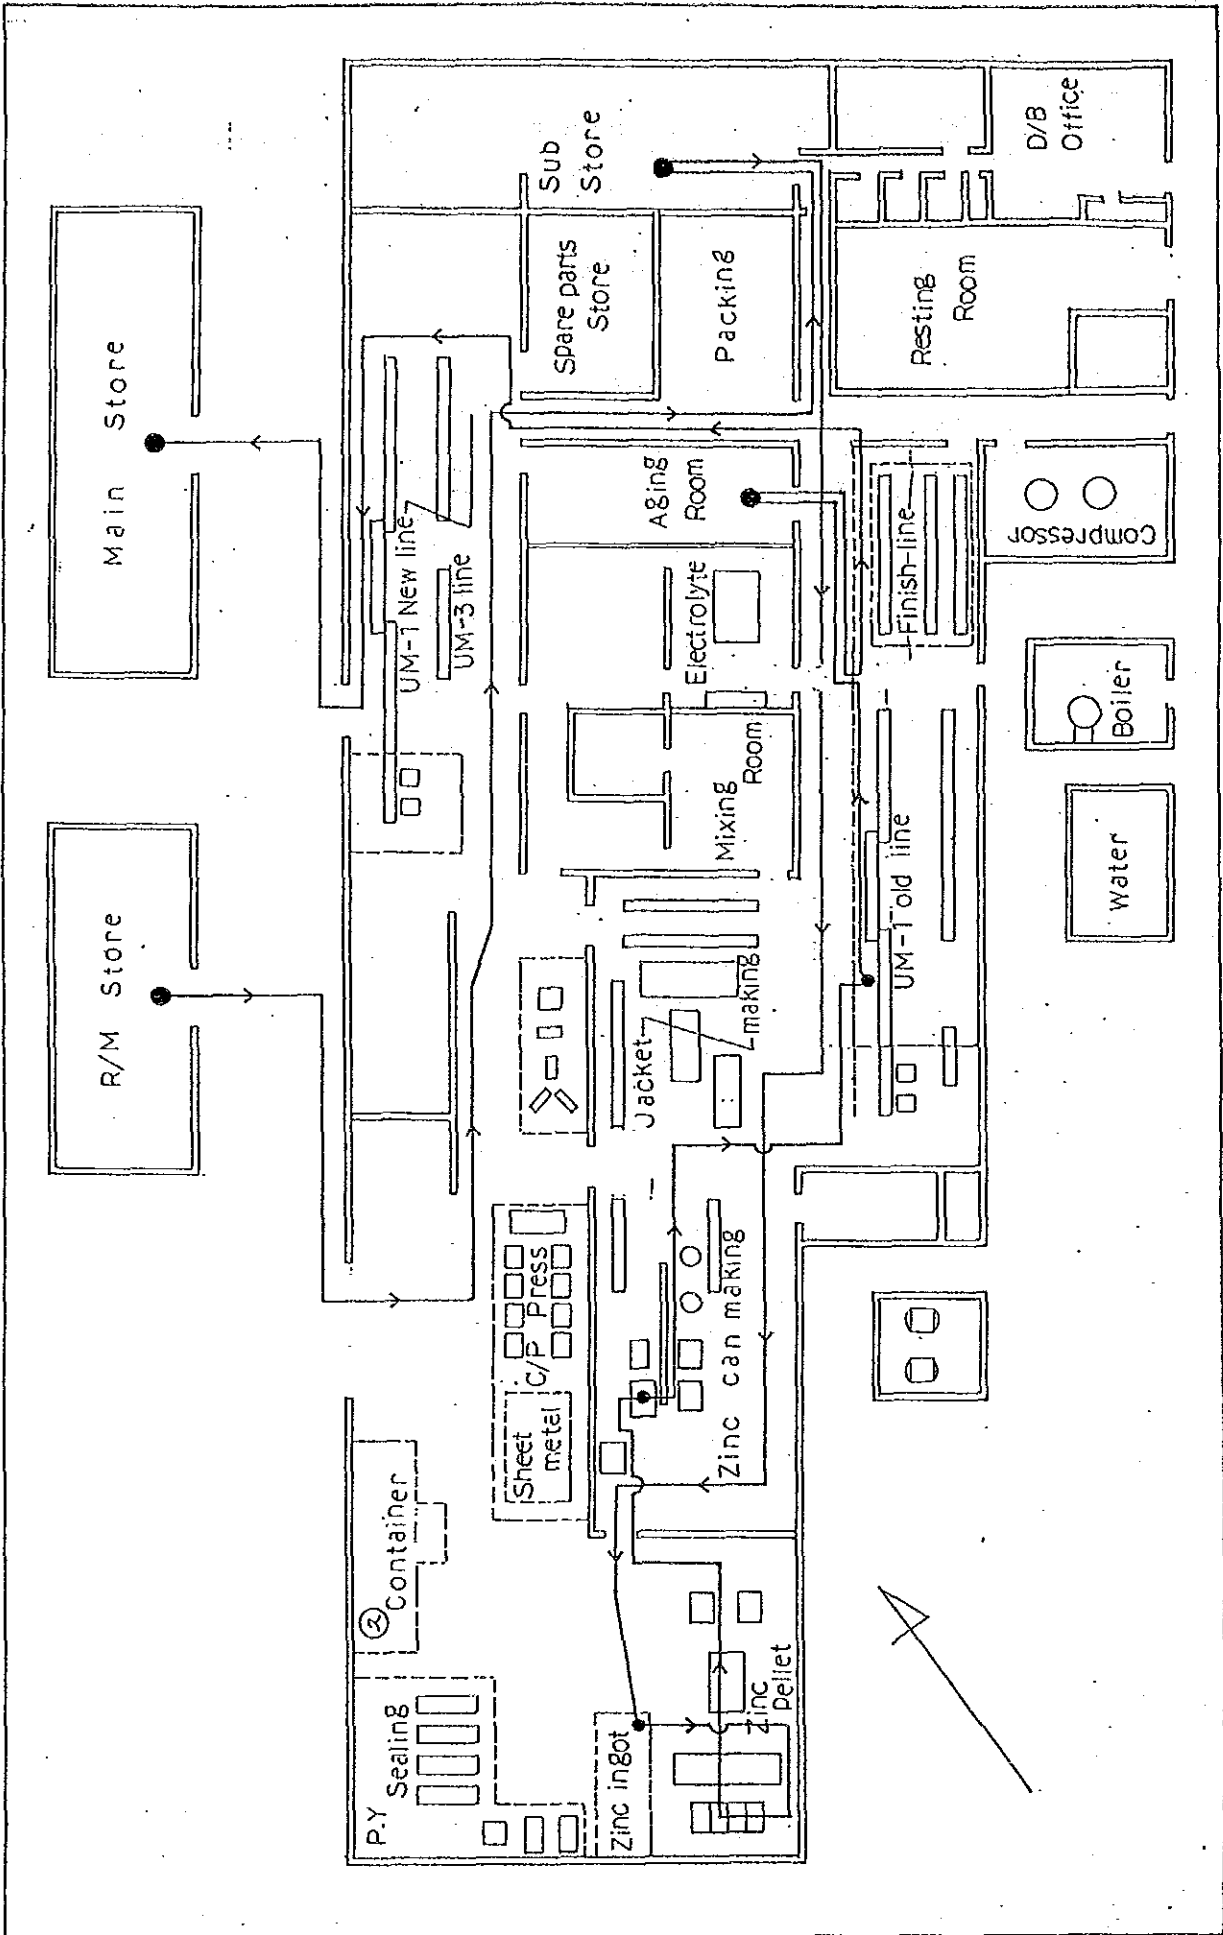 R/M Store
Main Store
P.Y
Sealing
②
Container
UM-1 New line
UM-3 line
Sheet
metal
C/P Press
Sub
Store
Spare parts
Store
Zinc ingot
Jacket
making
Mixing
Room
Electrolyte
Aging
Room
Packing
Zinc
Pellet
Zinc can making
UM-1 old line
Finish-line
Resting
Room
D/B
Office
Water
Boiler
Compressor